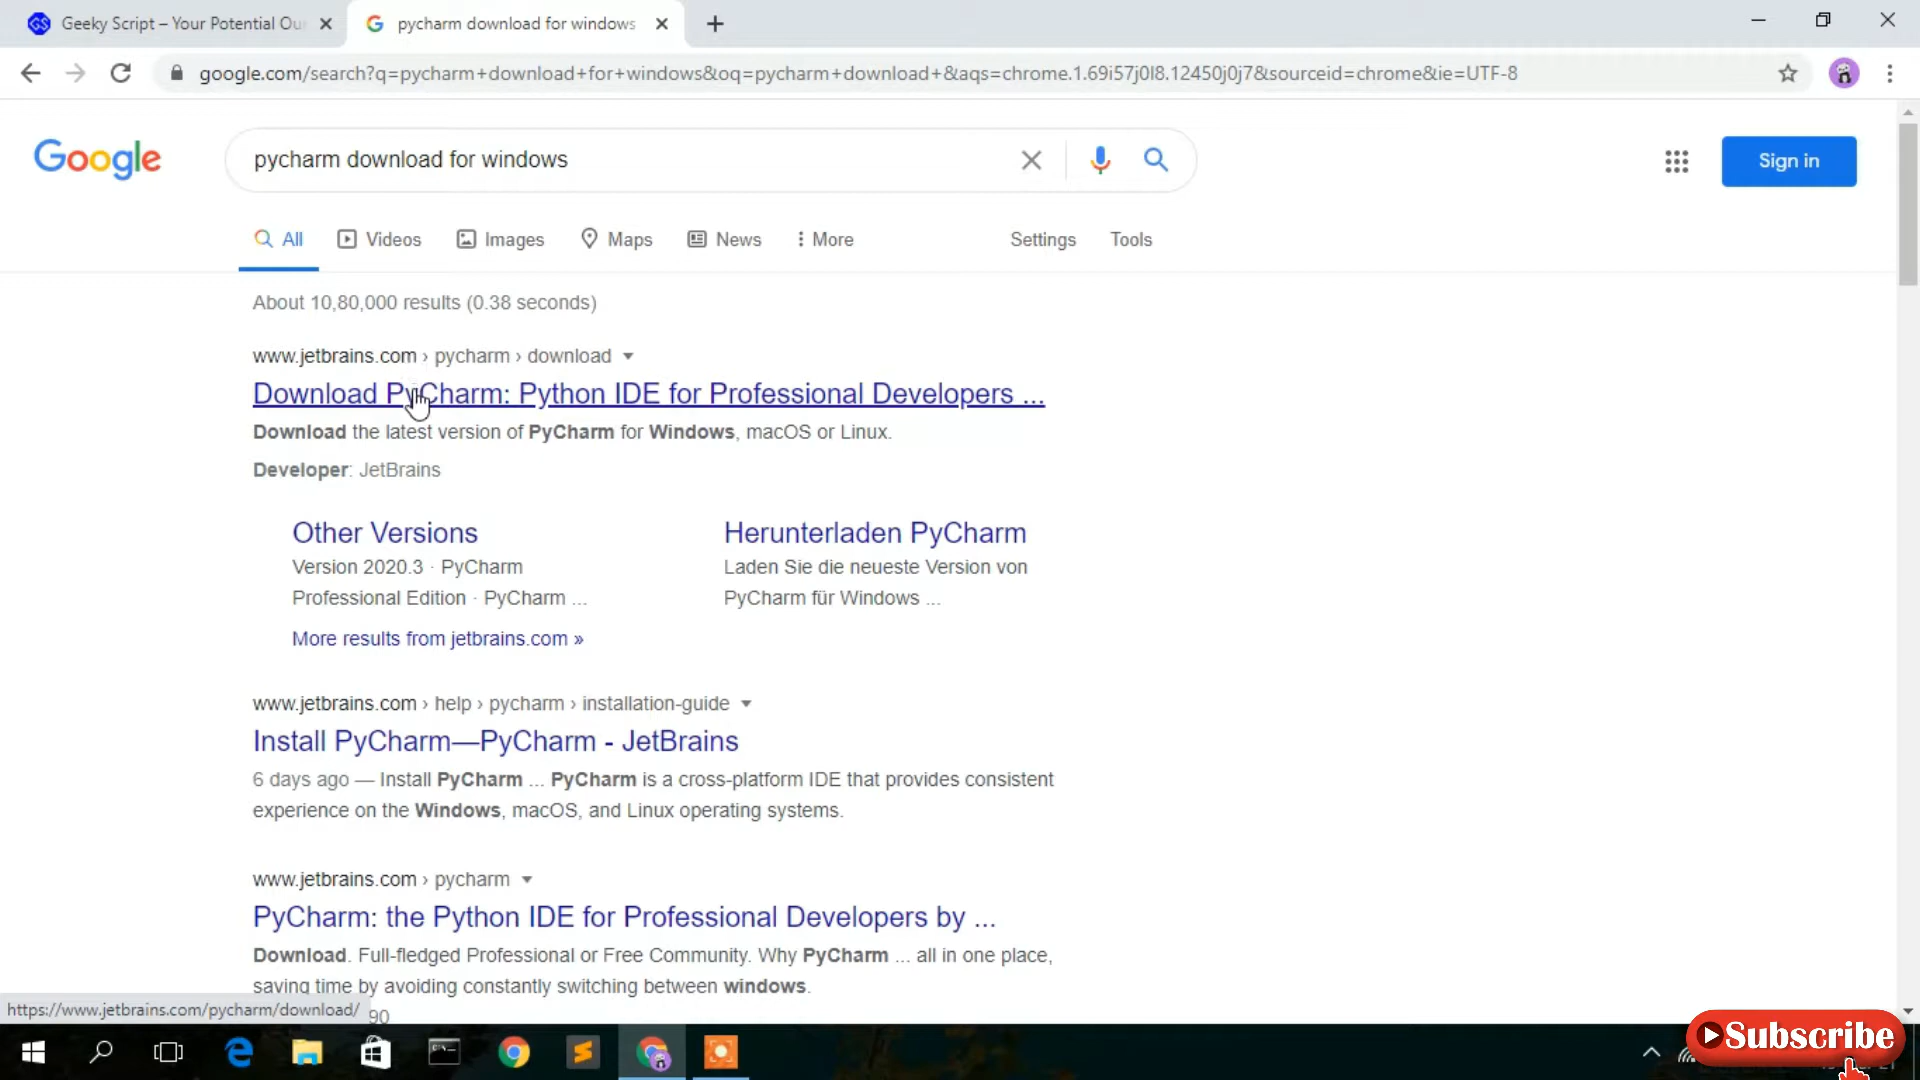 Geeky Script – Your Potential Ou
pycharm download for windows
google.com/search?q=pycharm+download+for+windows&oq=pycharm+download+&aqs=chrome.1.69i57j0l8.12450j0j7&sourceid=chrome&ie=UTF-8
Google
pycharm download for windows
Sign in
All Videos Images Maps News More Settings Tools
About 10,80,000 results (0.38 seconds)
www.jetbrains.com › pycharm › download
Download PyCharm: Python IDE for Professional Developers ...
Download the latest version of PyCharm for Windows, macOS or Linux.
Developer: JetBrains
Other Versions
Version 2020.3 · PyCharm
Professional Edition · PyCharm ...
Herunterladen PyCharm
Laden Sie die neueste Version von
PyCharm für Windows ...
More results from jetbrains.com »
www.jetbrains.com › help › pycharm › installation-guide
Install PyCharm—PyCharm - JetBrains
6 days ago — Install PyCharm ... PyCharm is a cross-platform IDE that provides consistent
experience on the Windows, macOS, and Linux operating systems.
www.jetbrains.com › pycharm
PyCharm: the Python IDE for Professional Developers by ...
Download. Full-fledged Professional or Free Community. Why PyCharm ... all in one place,
saving time by avoiding constantly switching between windows.
https://www.jetbrains.com/pycharm/download/
90
Subscribe